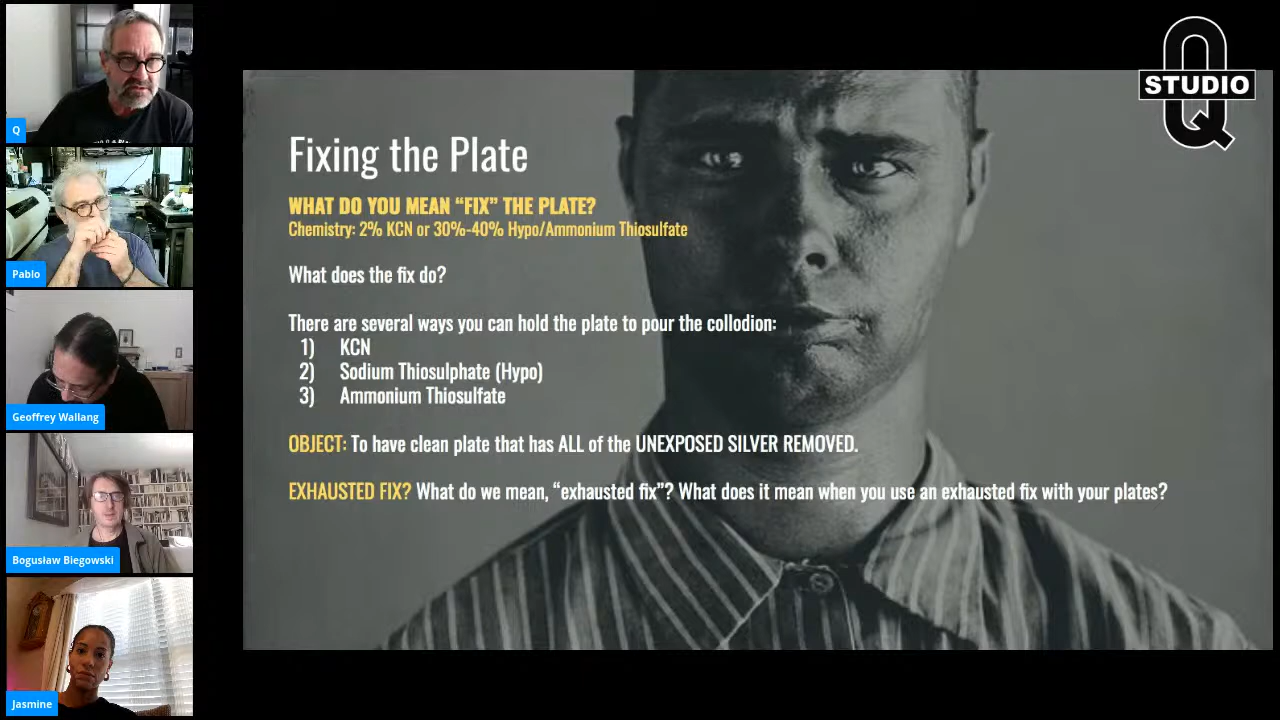 Q
Pablo
Geoffrey Wallang
Bogusław Biegowski
Jasmine
STUDIO
Q
Fixing the Plate
WHAT DO YOU MEAN “FIX” THE PLATE?
Chemistry: 2% KCN or 30%-40% Hypo/Ammonium Thiosulfate
What does the fix do?
There are several ways you can hold the plate to pour the collodion:
1) KCN
2) Sodium Thiosulphate (Hypo)
3) Ammonium Thiosulfate
OBJECT: To have clean plate that has ALL of the UNEXPOSED SILVER REMOVED.
EXHAUSTED FIX? What do we mean, “exhausted fix”? What does it mean when you use an exhausted fix with your plates?